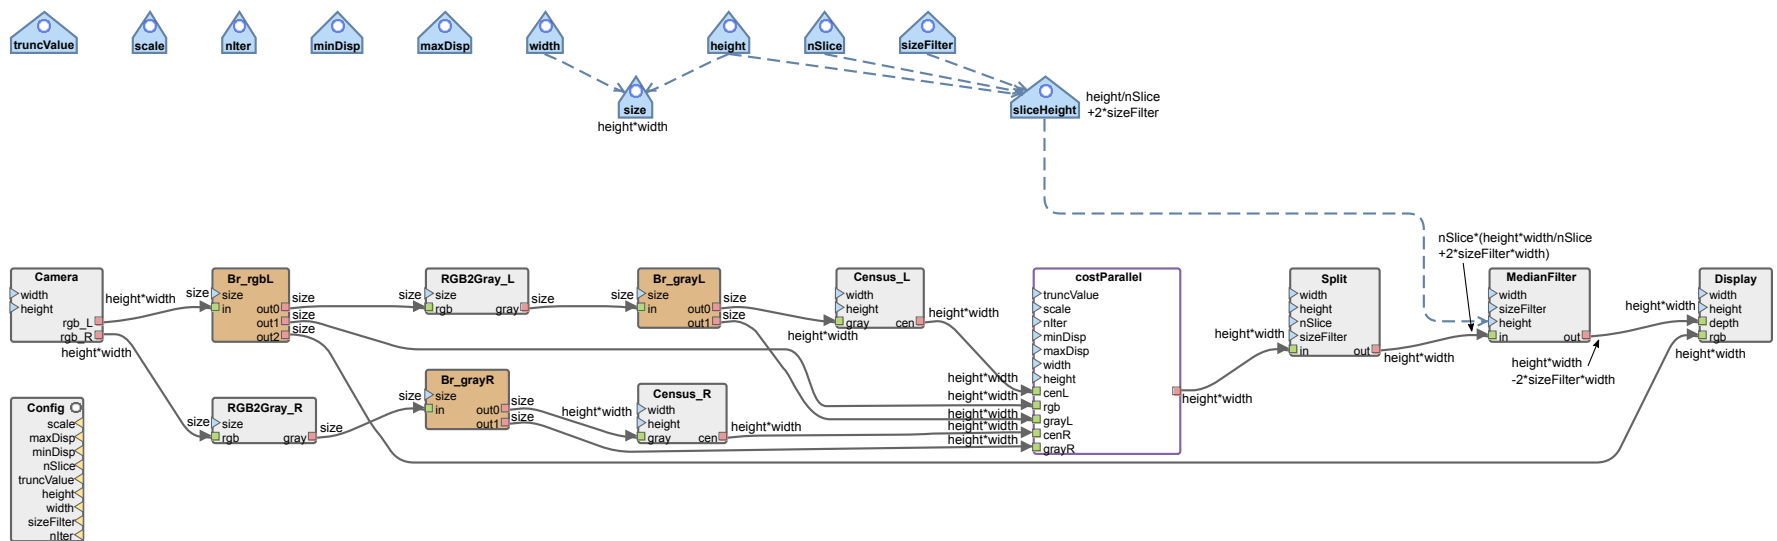 truncValue
scale
nIter
minDisp
maxDisp
width
height
nSlice
sizeFilter
size
height*width
sliceHeight
height/nSlice
+2*sizeFilter
nSlice*(height*width/nSlice
+2*sizeFilter*width)
Camera
width
height
rgb_L
rgb_R
height*width
height*width
size
Br_rgbL
size
in
out0
out1
out2
size
size
size
size
RGB2Gray_L
size
rgb
gray
size
size
Br_grayL
size
in
out0
out1
size
size
height*width
Census_L
width
height
gray
cen
height*width
costParallel
truncValue
scale
nIter
minDisp
maxDisp
width
height
cenL
rgb
grayL
cenR
grayR
height*width
height*width
height*width
height*width
height*width
height*width
height*width
Split
width
height
nSlice
sizeFilter
in
out
height*width
MedianFilter
width
sizeFilter
height
in
out
height*width
-2*sizeFilter*width
height*width
Display
width
height
depth
rgb
height*width
Config
scale
maxDisp
minDisp
nSlice
truncValue
height
width
sizeFilter
nIter
size
RGB2Gray_R
size
rgb
gray
size
size
Br_grayR
size
in
out0
out1
size
size
height*width
Census_R
width
height
gray
cen
height*width